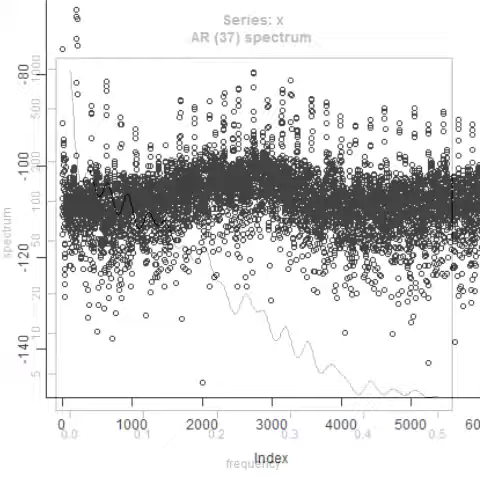 Series: x
AR (37) spectrum
-80
-100
-120
-140
500
100
50
20
10
5
spectrum
0 1000 2000 3000 4000 5000
0.0 0.1 0.2 0.3 0.4 0.5
Index
frequency